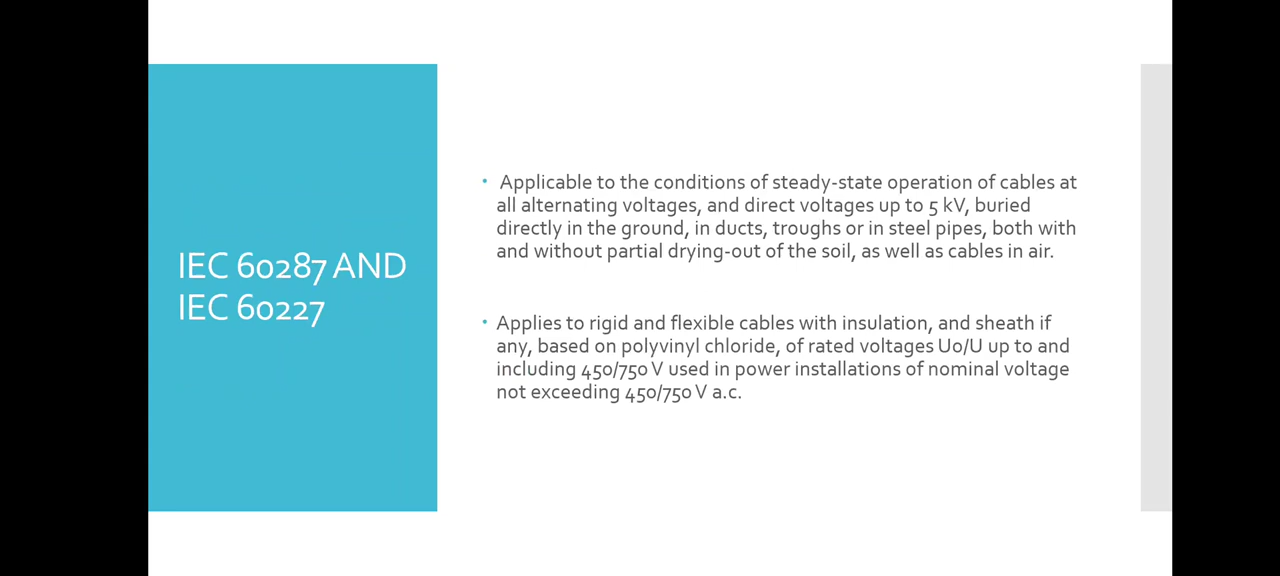 IEC 60287 AND
IEC 60227
• Applicable to the conditions of steady-state operation of cables at
all alternating voltages, and direct voltages up to 5 kV, buried
directly in the ground, in ducts, troughs or in steel pipes, both with
and without partial drying-out of the soil, as well as cables in air.
• Applies to rigid and flexible cables with insulation, and sheath if
any, based on polyvinyl chloride, of rated voltages Uo/U up to and
including 450/750 V used in power installations of nominal voltage
not exceeding 450/750 V a.c.